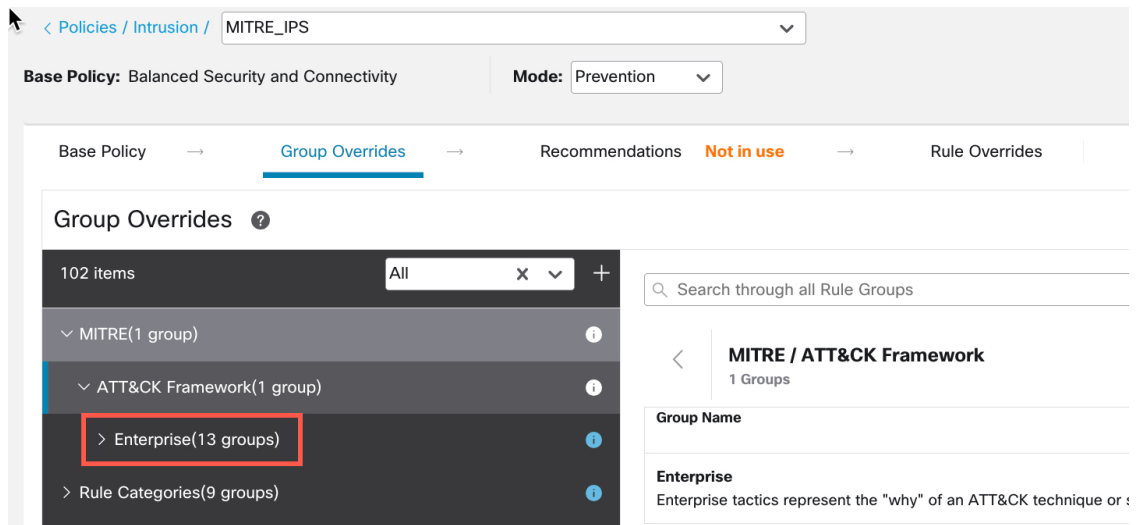 Policies / Intrusion / MITRE_IPS
Base Policy: Balanced Security and Connectivity Mode: Prevention
Base Policy → Group Overrides → Recommendations Not in use → Rule Overrides
Group Overrides ?
102 items All
Search through all Rule Groups
MITRE(1 group)
MITRE / ATT&CK Framework
1 Groups
ATT&CK Framework(1 group)
Group Name
Enterprise(13 groups)
Enterprise
Rule Categories(9 groups)
Enterprise tactics represent the "why" of an ATT&CK technique or